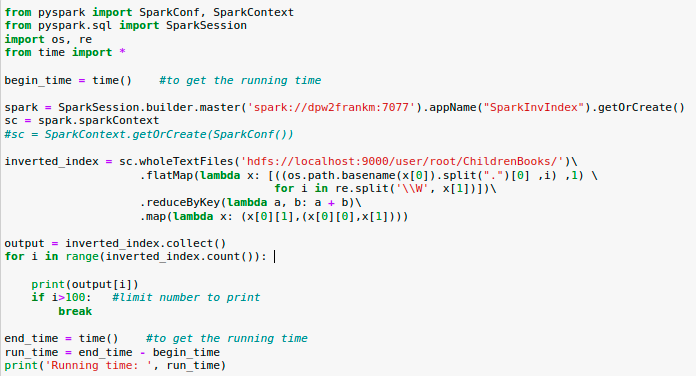 from pyspark import SparkConf, SparkContext
from pyspark.sql import SparkSession
import os, re
from time import *
begin_time = time()    #to get the running time
spark = SparkSession.builder.master('spark://dpw2frankm:7077').appName("SparkInvIndex").getOrCreate()
sc = spark.sparkContext
#sc = SparkContext.getOrCreate(SparkConf())
inverted_index = sc.wholeTextFiles('hdfs://localhost:9000/user/root/ChildrenBooks/')\
                    .flatMap(lambda x: [((os.path.basename(x[0]).split(".")[0] ,i) ,1) \
                                        for i in re.split('\\W', x[1])])\
                    .reduceByKey(lambda a, b: a + b)\
                    .map(lambda x: (x[0][1],(x[0][0],x[1])))
output = inverted_index.collect()
for i in range(inverted_index.count()):
    print(output[i])
    if i>100:   #limit number to print
        break
end_time = time()    #to get the running time
run_time = end_time - begin_time
print('Running time: ', run_time)